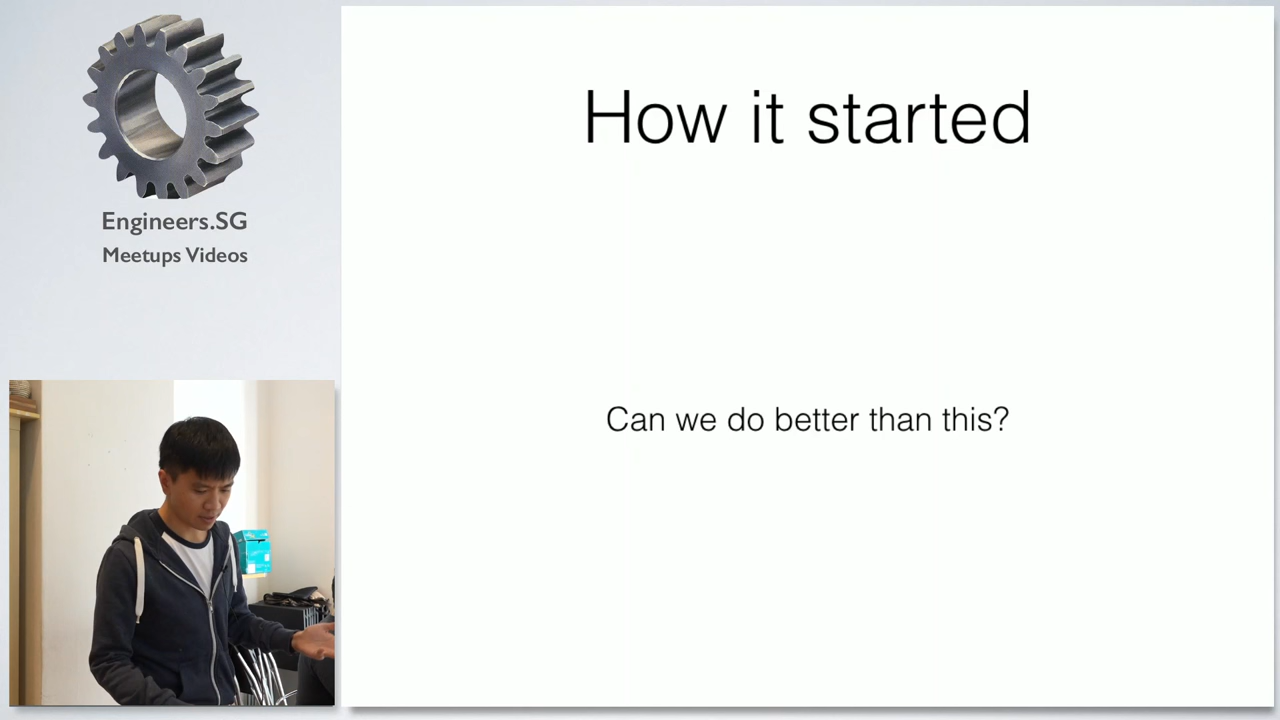 Engineers.SG
Meetups Videos
How it started
Can we do better than this?